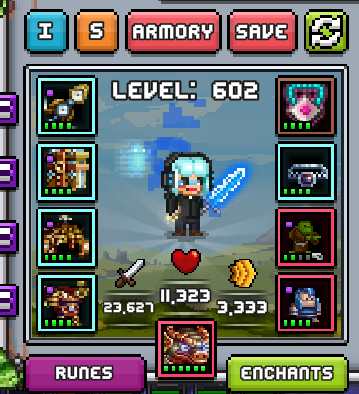 I S ARMORY SAVE
LEVEL: 602
23,627 11,323 3,333
RUNES ENCHANTS